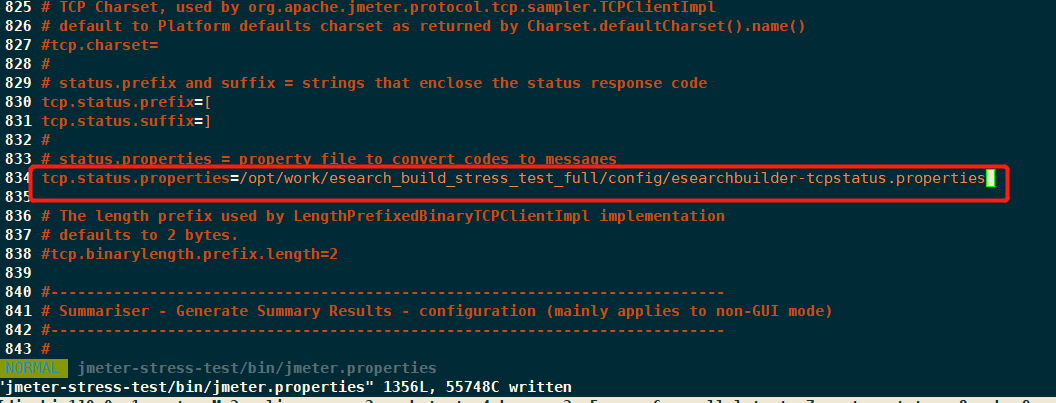 825 # TCP Charset, used by org.apache.jmeter.protocol.tcp.sampler.TCPClientImpl
826 # default to Platform defaults charset as returned by Charset.defaultCharset().name()
827 #tcp.charset=
828 #
829 # status.prefix and suffix = strings that enclose the status response code
830 tcp.status.prefix=[
831 tcp.status.suffix=]
832 #
833 # status.properties = property file to convert codes to messages
834 tcp.status.properties=/opt/work/esearch_build_stress_test_full/config/esearchbuilder-tcpstatus.properties
835
836 # The length prefix used by LengthPrefixedBinaryTCPClientImpl implementation
837 # defaults to 2 bytes.
838 #tcp.binarylength.prefix.length=2
839
840 #---------------------------------------------------------------------------
841 # Summariser - Generate Summary Results - configuration (mainly applies to non-GUI mode)
842 #---------------------------------------------------------------------------
843 #
NORMAL jmeter-stress-test/bin/jmeter.properties
"jmeter-stress-test/bin/jmeter.properties" 1356L, 55748C written